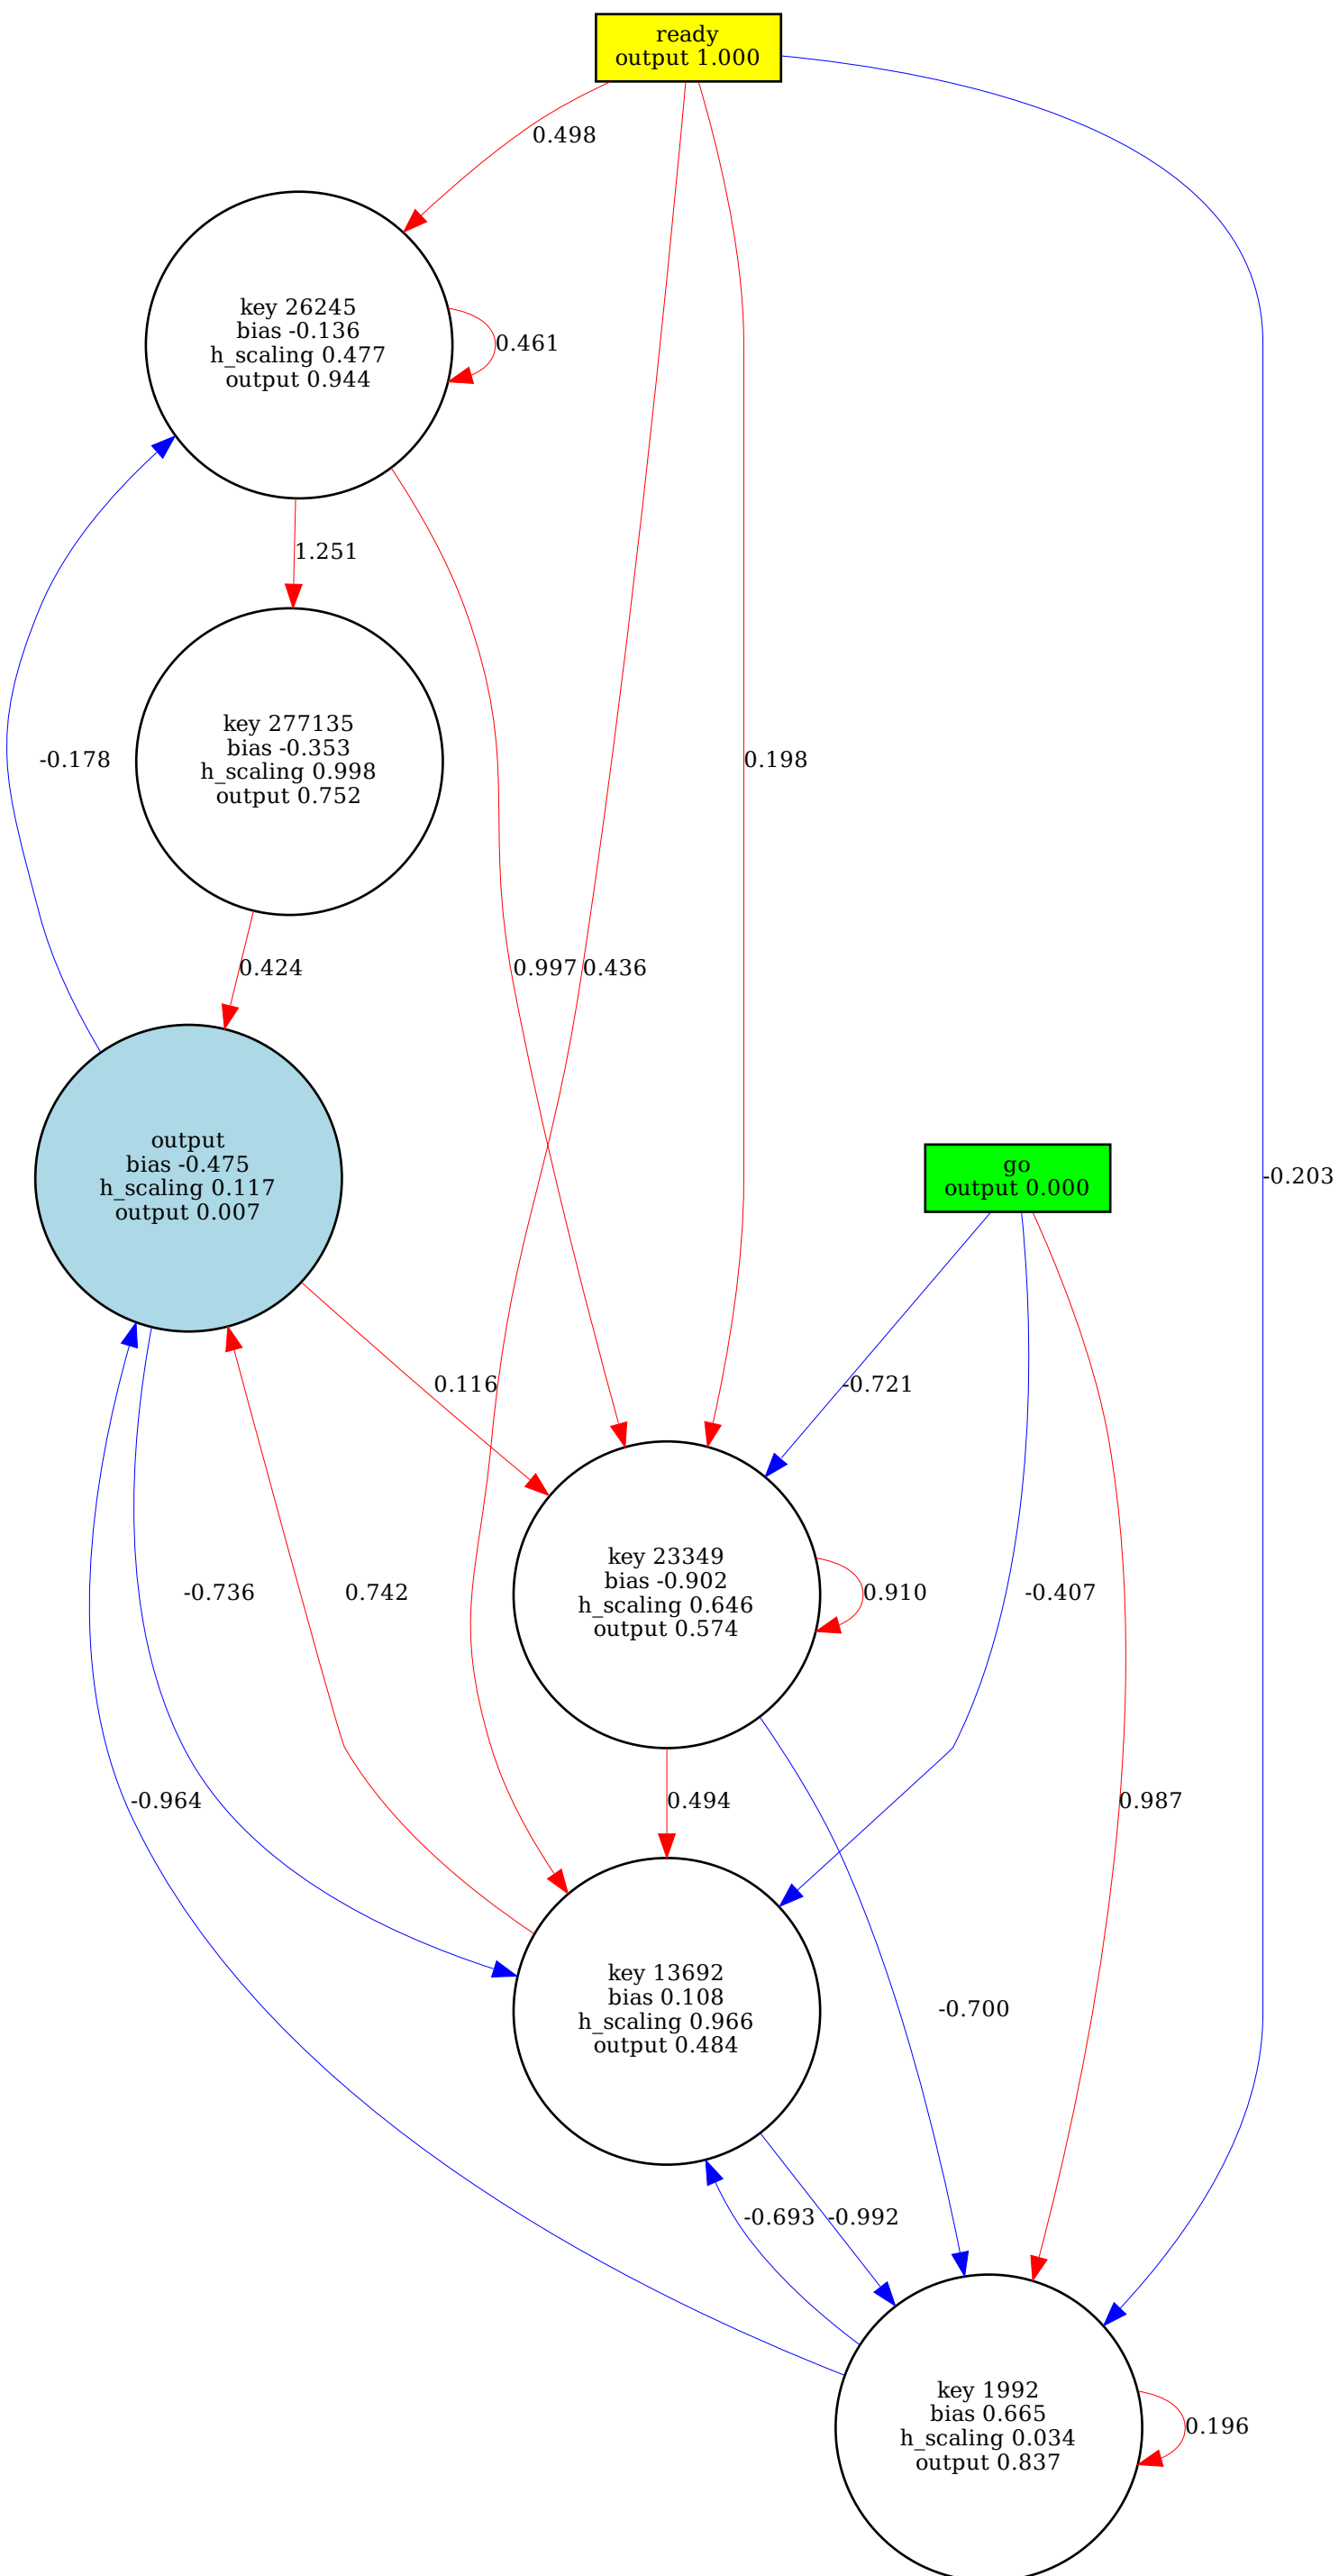 ready
output 1.000
0.498
key 26245
bias -0.136
h_scaling 0.477
output 0.944
0.461
1.251
key 277135
bias -0.353
h_scaling 0.998
output 0.752
-0.178
0.198
0.424
0.997
0.436
output
bias -0.475
h_scaling 0.117
output 0.007
go
output 0.000
-0.203
0.116
-0.721
key 23349
bias -0.902
h_scaling 0.646
output 0.574
-0.736
0.742
0.910
-0.407
-0.964
0.494
0.987
key 13692
bias 0.108
h_scaling 0.966
output 0.484
-0.700
-0.693
-0.992
key 1992
bias 0.665
h_scaling 0.034
output 0.837
0.196